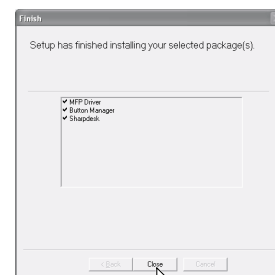 Finish
Setup has finished installing your selected package(s).
MFP Driver
Button Manager
Sharpdesk
< Back Close Cancel